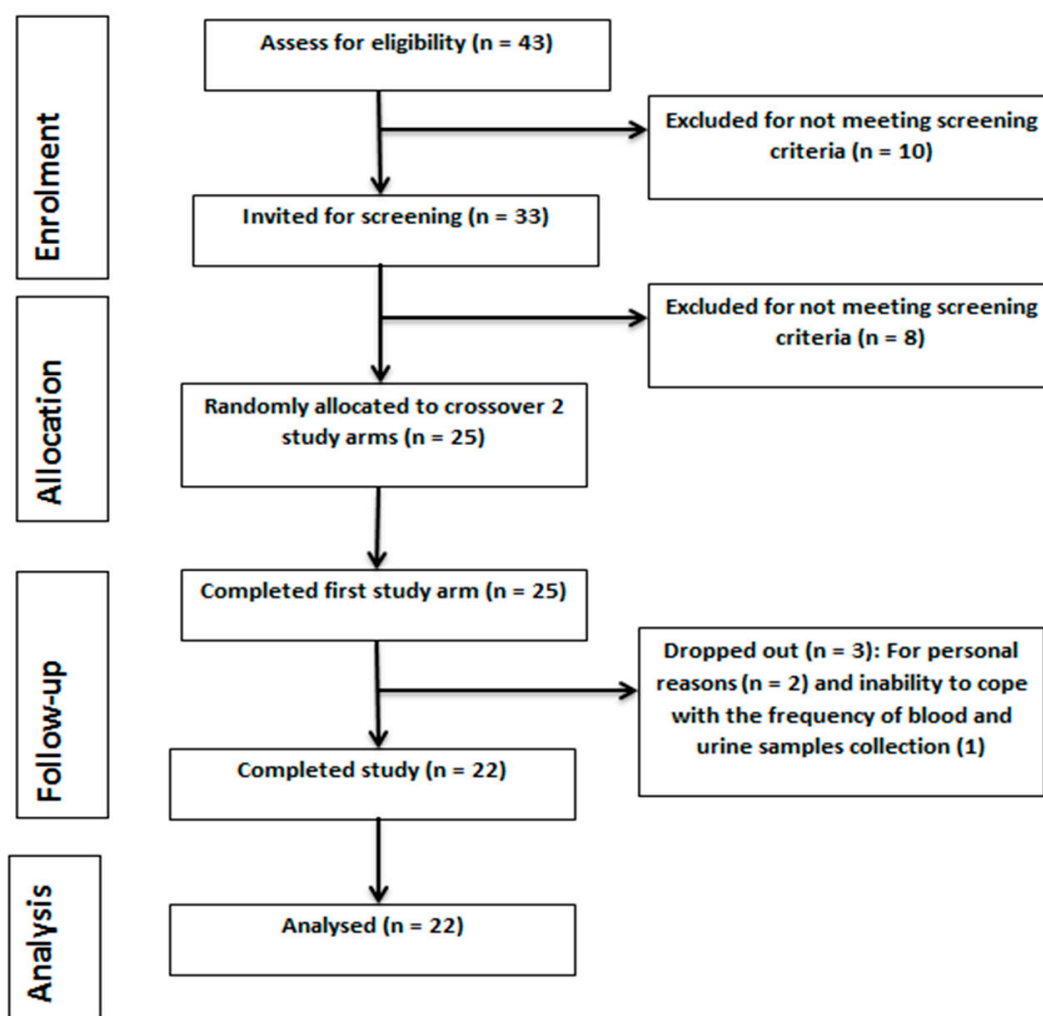 Enrolment
Assess for eligibility (n = 43)
Excluded for not meeting screening
criteria (n = 10)
Invited for screening (n = 33)
Allocation
Excluded for not meeting screening
criteria (n = 8)
Randomly allocated to crossover 2
study arms (n = 25)
Follow-up
Completed first study arm (n = 25)
Dropped out (n = 3): For personal
reasons (n = 2) and inability to cope
with the frequency of blood and
urine samples collection (1)
Completed study (n = 22)
Analysis
Analysed (n = 22)